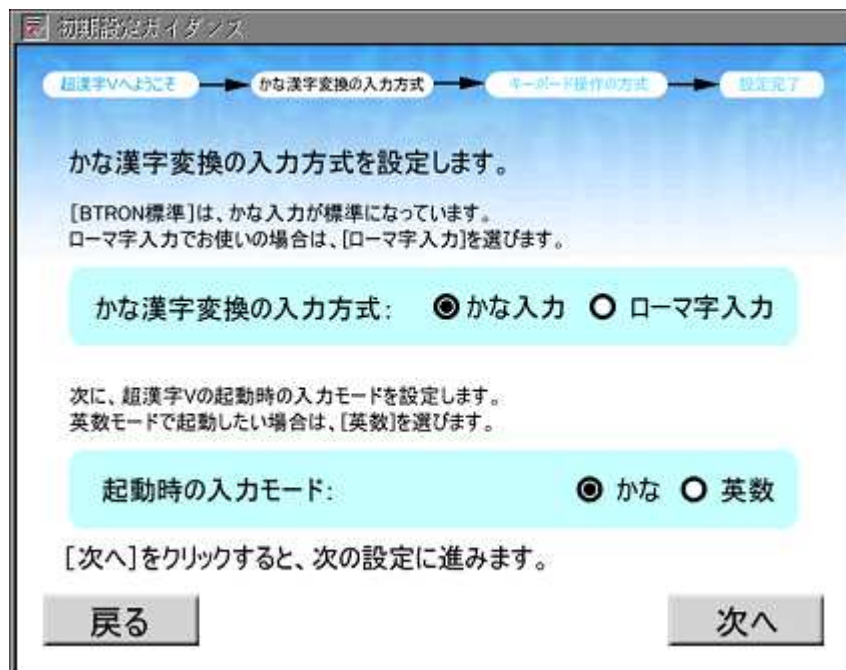 初期設定ガイダンス
超漢字Vへようこそ
かな漢字変換の入力方式
キーボード操作の方式
設定完了
かな漢字変換の入力方式を設定します。
[BTRON標準]は、かな入力が標準になっています。
ローマ字入力でお使いの場合は、[ローマ字入力]を選びます。
かな漢字変換の入力方式: かな入力 ローマ字入力
次に、超漢字Vの起動時の入力モードを設定します。
英数モードで起動したい場合は、[英数]を選びます。
起動時の入力モード: かな 英数
[次へ]をクリックすると、次の設定に進みます。
戻る
次へ